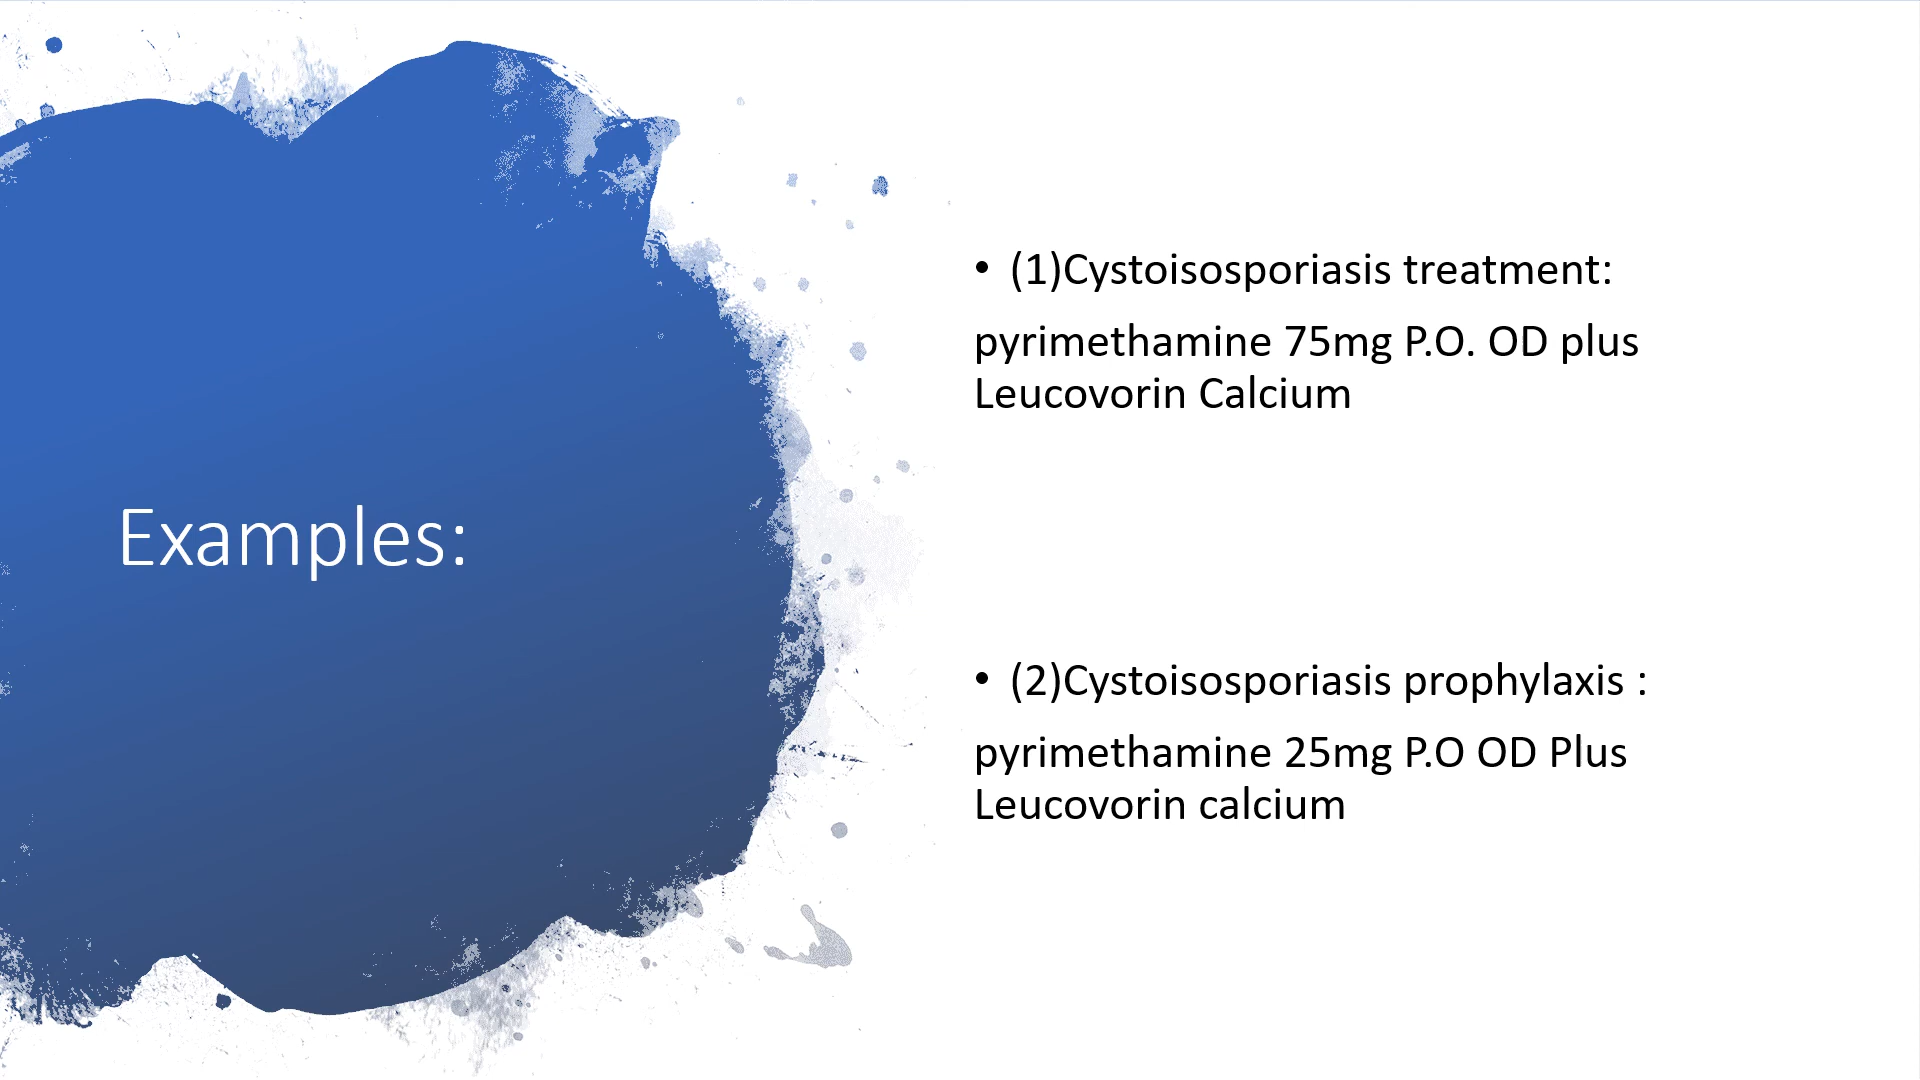 Examples:
• (1)Cystoisosporiasis treatment:
pyrimethamine 75mg P.O. OD plus
Leucovorin Calcium
• (2)Cystoisosporiasis prophylaxis :
pyrimethamine 25mg P.O OD Plus
Leucovorin calcium